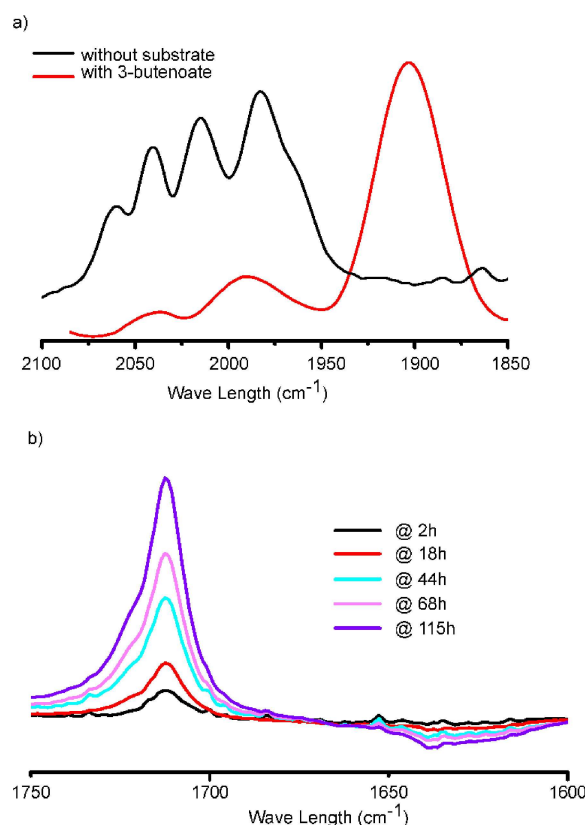 a)
without substrate
with 3-butenoate
2100 2050 2000 1950 1900 1850
Wave Length (cm-1)
b)
@ 2h
@ 18h
@ 44h
@ 68h
@ 115h
1750 1700 1650 1600
Wave Length (cm-1)